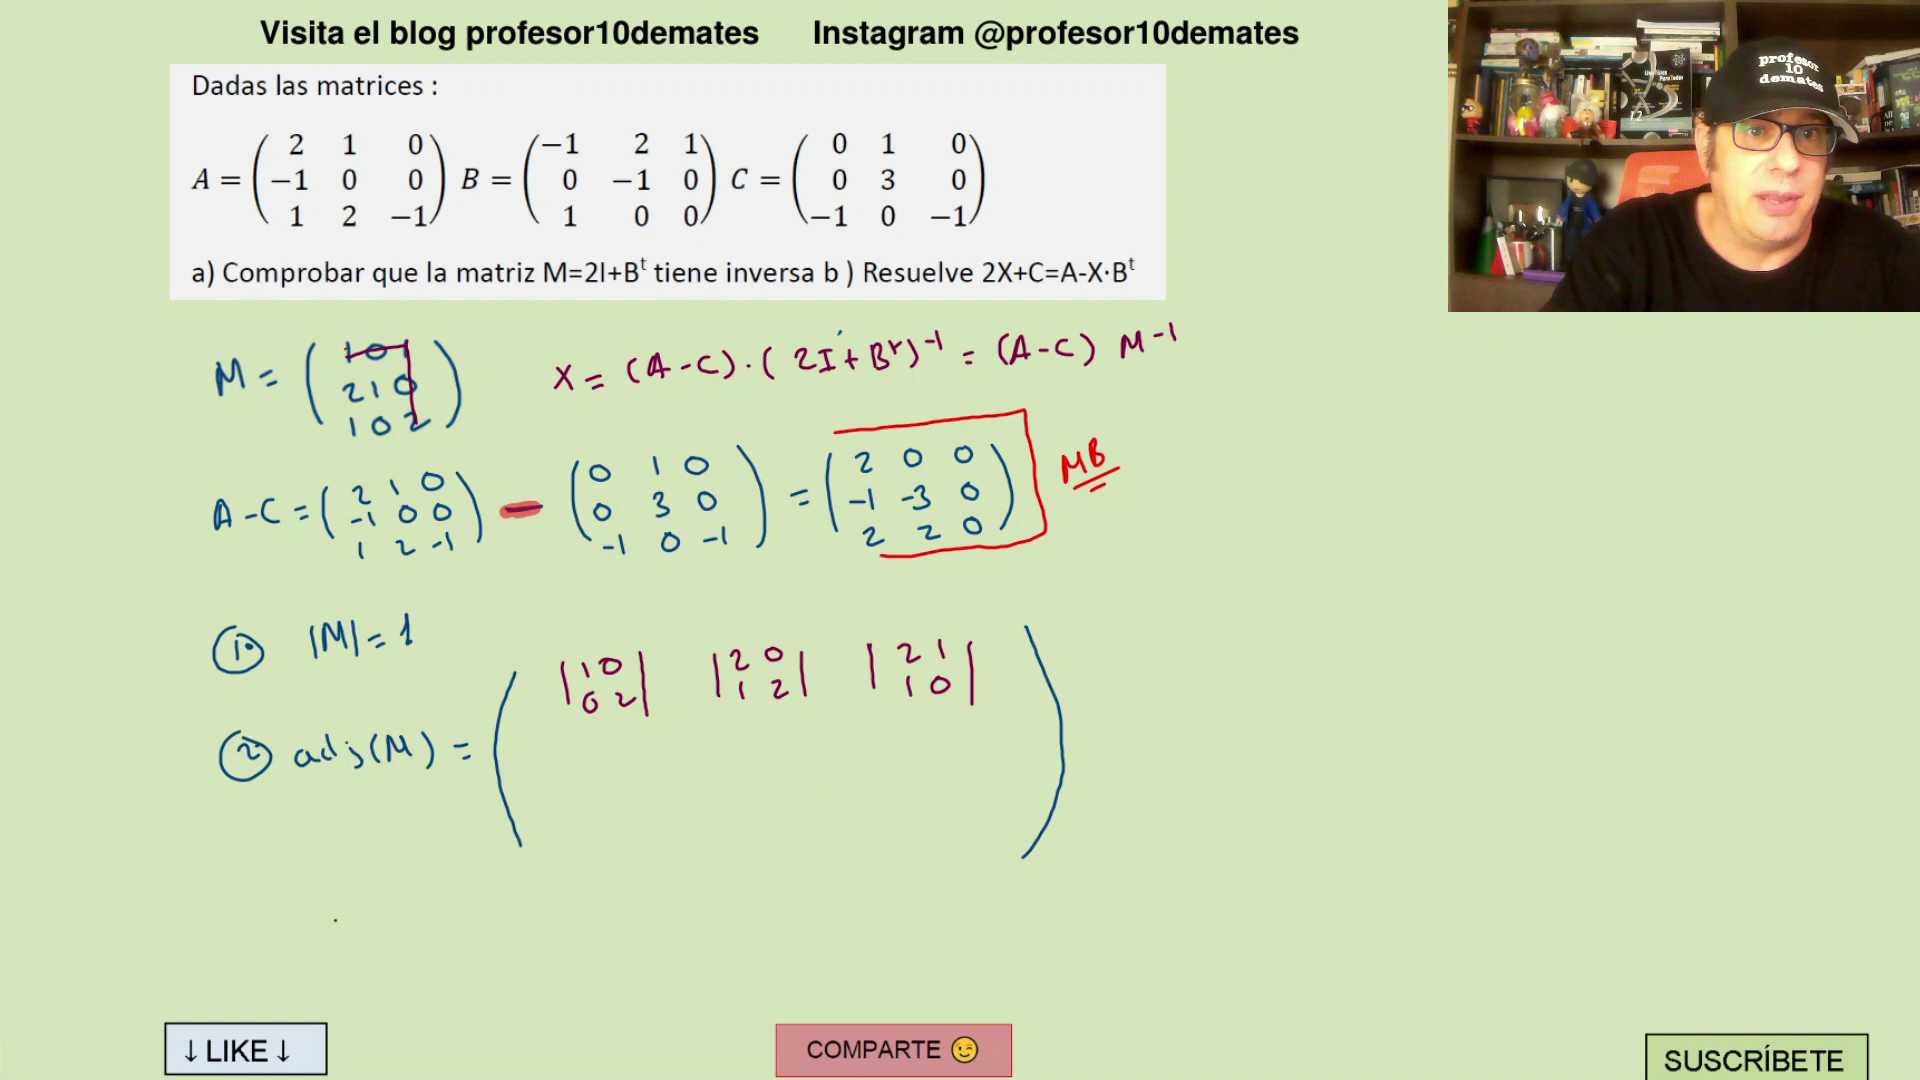 Visita el blog profesor10demates Instagram @profesor10demates
profesor
10
demates
Dadas las matrices :
A = ( 2 1 0 ) B = ( −1 2 1 ) C = ( 0 1 0 )
−1 0 0 0 −1 0 0 3 0
1 2 −1 1 0 0 −1 0 −1
a) Comprobar que la matriz M=2I+Bᵗ tiene inversa b ) Resuelve 2X+C=A-X·Bᵗ
M = ( 1 0 1 ) X = (A-C)·(2I+Bᵗ)⁻¹ = (A-C) M⁻¹
2 1 0
1 0 2
A-C = ( 2 1 0 ) − ( 0 1 0 ) = ( 2 0 0 ) MB
-1 0 0 0 3 0 -1 -3 0
1 2 -1 -1 0 -1 2 2 0
1º |M| = 1
2º adj(M) = ( |1 0| |2 0| |2 1| )
|0 2| |1 2| |1 0|
↓ LIKE ↓
COMPARTE 😉
SUSCRÍBETE